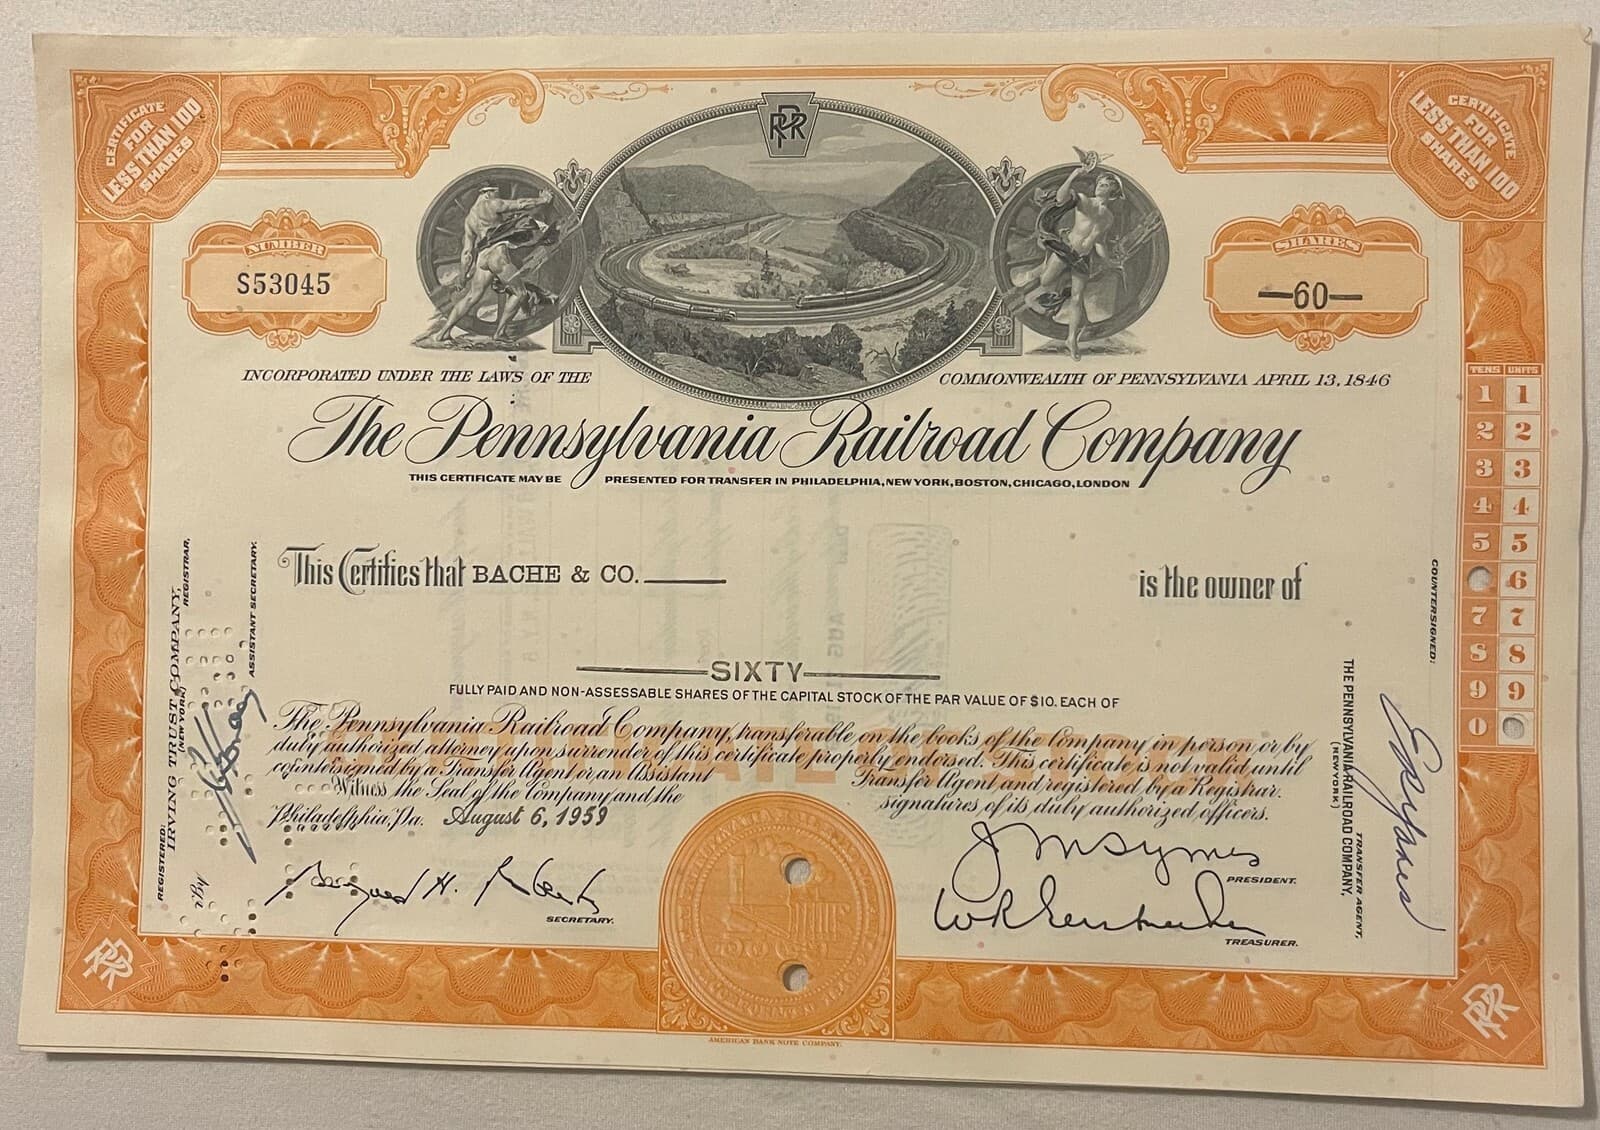 CERTIFICATE
FOR
LESS THAN 100
SHARES
PRR
CERTIFICATE
FOR
LESS THAN 100
SHARES
NUMBER
S53045
SHARES
—60—
INCORPORATED UNDER THE LAWS OF THE
COMMONWEALTH OF PENNSYLVANIA APRIL 13, 1846
The Pennsylvania Railroad Company
THIS CERTIFICATE MAY BE PRESENTED FOR TRANSFER IN PHILADELPHIA, NEW YORK, BOSTON, CHICAGO, LONDON
This Certifies that BACHE & CO. is the owner of
SIXTY
FULLY PAID AND NON-ASSESSABLE SHARES OF THE CAPITAL STOCK OF THE PAR VALUE OF $10. EACH OF
The Pennsylvania Railroad Company, transferable on the books of the Company in person or by
duly authorized attorney upon surrender of this certificate properly endorsed. This certificate is not valid until
countersigned by a Transfer Agent or an Assistant Transfer Agent and registered by a Registrar.
Witness the Seal of the Company and the signatures of its duly authorized officers.
Philadelphia, Pa. August 6, 1959
SECRETARY.
J M Symes
PRESIDENT.
TREASURER.
REGISTERED:
IRVING TRUST COMPANY,
(NEW YORK)
REGISTRAR.
By
ASSISTANT SECRETARY.
COUNTERSIGNED:
THE PENNSYLVANIA RAILROAD COMPANY,
(NEW YORK)
TRANSFER AGENT,
TENS UNITS
1 1
2 2
3 3
4 4
5 5
6
7 7
8 8
9 9
0
PRR
PRR
AMERICAN BANK NOTE COMPANY.